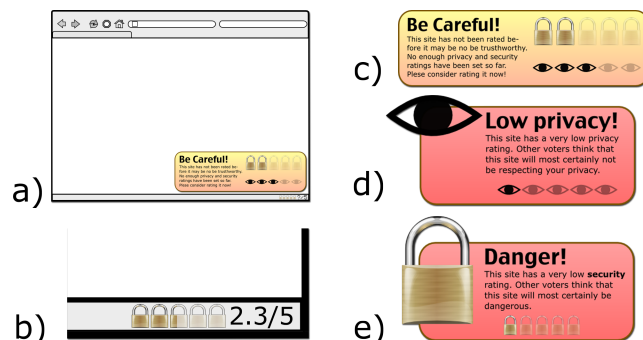 a)
Be Careful!
This site has not been rated be-
fore it may be no be trustworthy.
No enough privacy and security
ratings have been set so far.
Plese consider rating it now!
b)
2.3/5
c)
Be Careful!
This site has not been rated be-
fore it may be no be trustworthy.
No enough privacy and security
ratings have been set so far.
Plese consider rating it now!
d)
Low privacy!
This site has a very low privacy
rating. Other voters think that
this site will most certainly not
be respecting your privacy.
e)
Danger!
This site has a very low security
rating. Other voters think that
this site will most certainly be
dangerous.